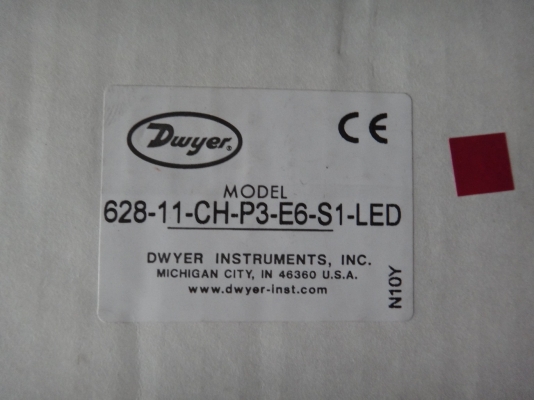 Dwyer®
CE
MODEL
628-11-CH-P3-E6-S1-LED
DWYER INSTRUMENTS, INC.
MICHIGAN CITY, IN 46360 U.S.A.
www.dwyer-inst.com
N10Y